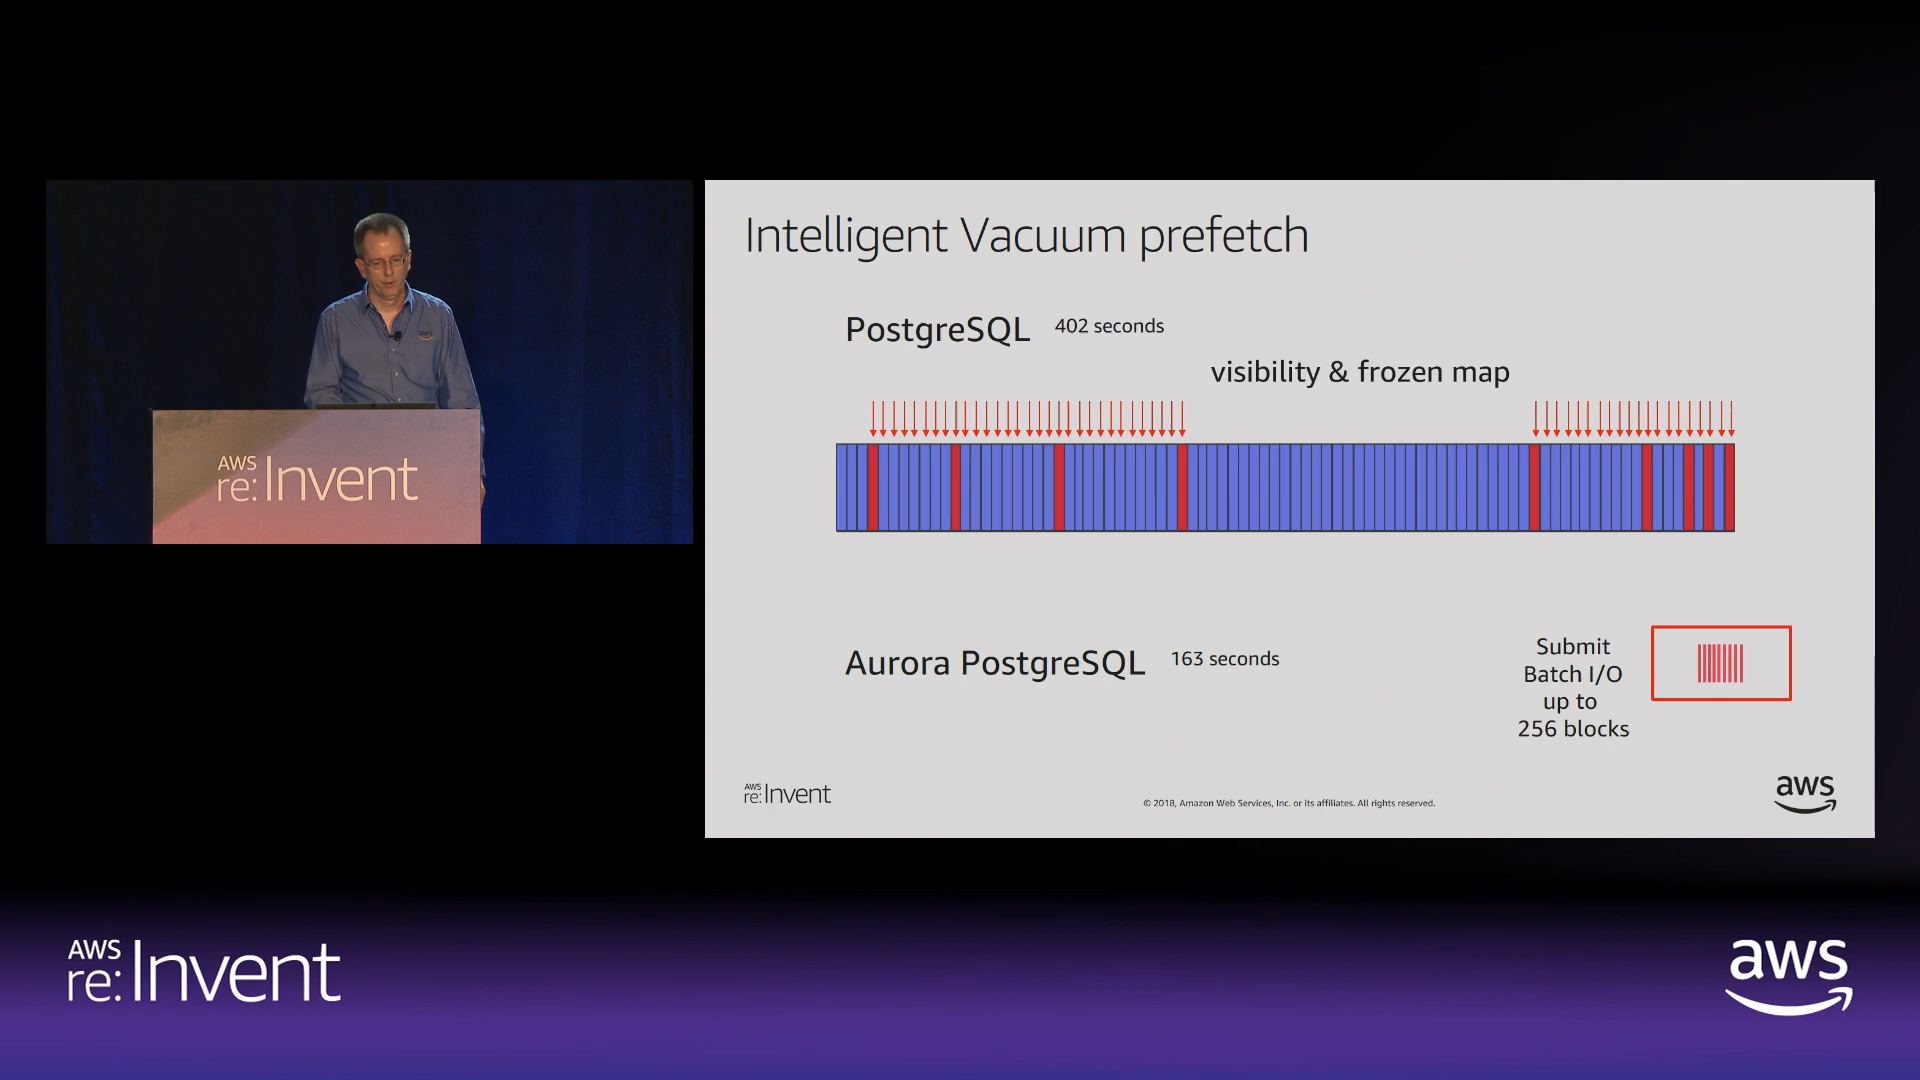 aws
AWS
re:Invent
Intelligent Vacuum prefetch
PostgreSQL 402 seconds
visibility & frozen map
Aurora PostgreSQL 163 seconds
Submit
Batch I/O
up to
256 blocks
AWS
re:Invent
© 2018, Amazon Web Services, Inc. or its affiliates. All rights reserved.
aws
AWS
re:Invent
aws